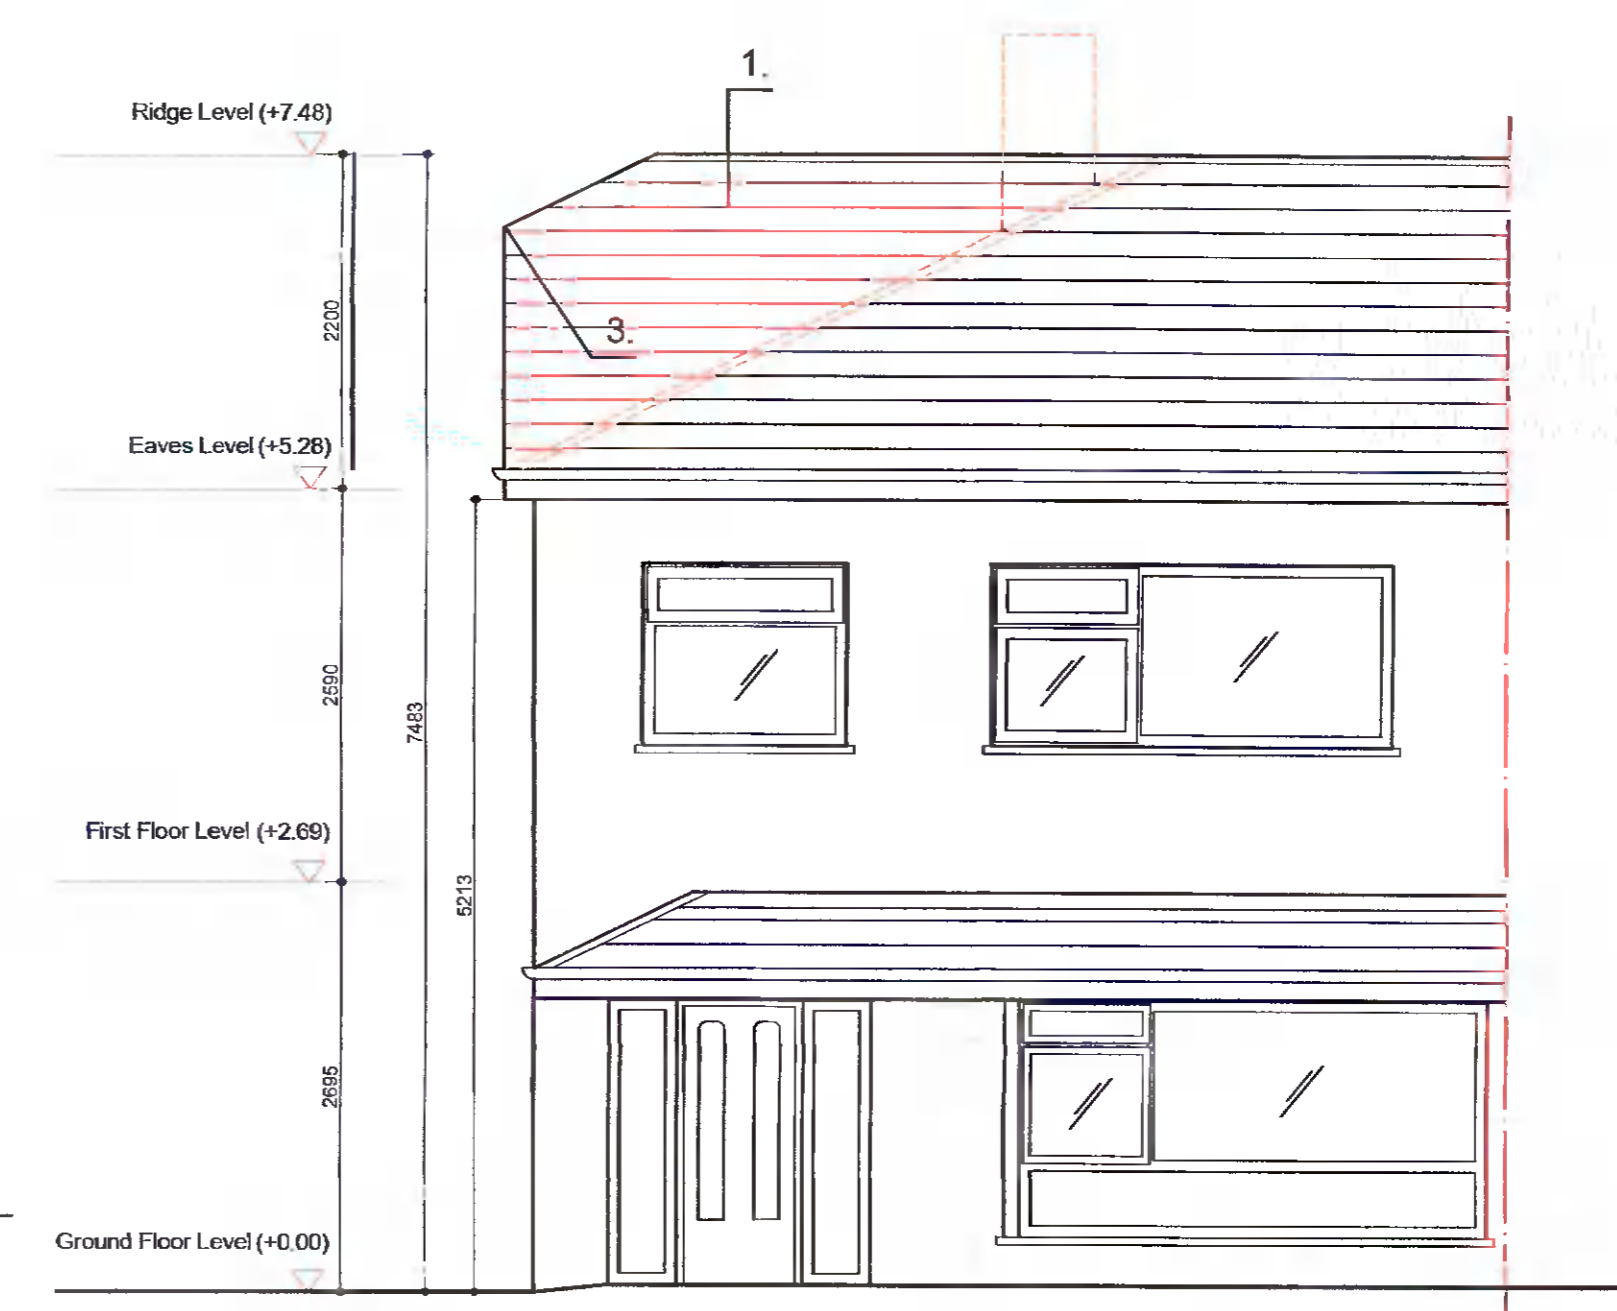 1.
Ridge Level (+7.48)
2200
3.
Eaves Level (+5.28)
2590
7483
First Floor Level (+2.69)
5213
2695
Ground Floor Level (+0.00)